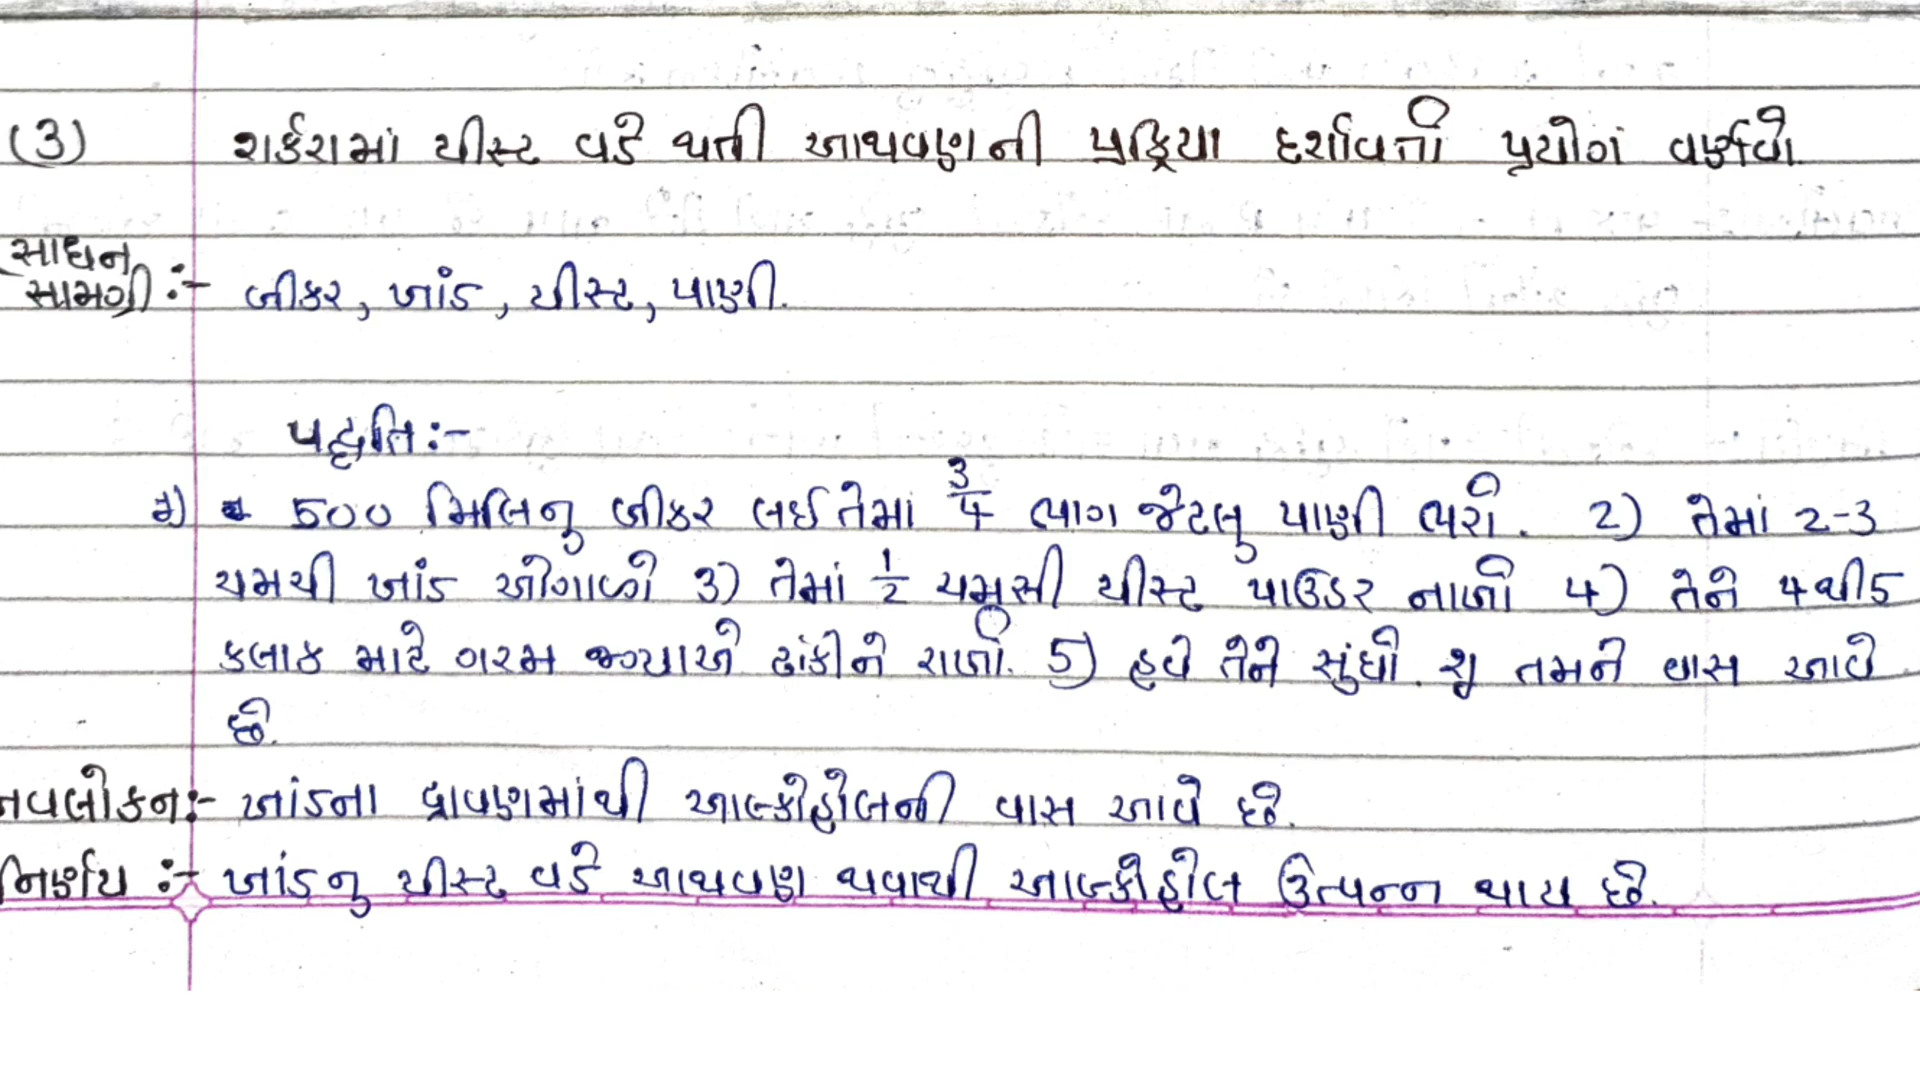 (3) શર્કરામાં યીસ્ટ વડે થતી આથવણની પ્રક્રિયા દર્શાવતો પ્રયોગ વર્ણવો.
સાધન
સામગ્રી :- બીકર, ખાંડ, યીસ્ટ, પાણી.
પદ્ધતિ:-
1) 500 મિલિનુ બીકર લઈ તેમાં 3/4 ભાગ જેટલુ પાણી ભરો. 2) તેમાં 2-3
ચમચી ખાંડ ઓગાળો 3) તેમાં 1/2 ચમુસી યીસ્ટ પાઉડર નાખો 4) તેને 4થી5
કલાક માટે ગરમ જગ્યાએ ઢાંકીને રાખો. 5) હવે તેને સુંઘો. શૂ તમને વાસ આવે
છે.
નવલોકન:- ખાંડના દ્રાવણમાંથી આલ્કોહોલની વાસ આવે છે.
નિર્ણય :- ખાંડનુ યીસ્ટ વડે આથવણ થવાથી આલ્કોહોલ ઉત્પન્ન થાય છે.